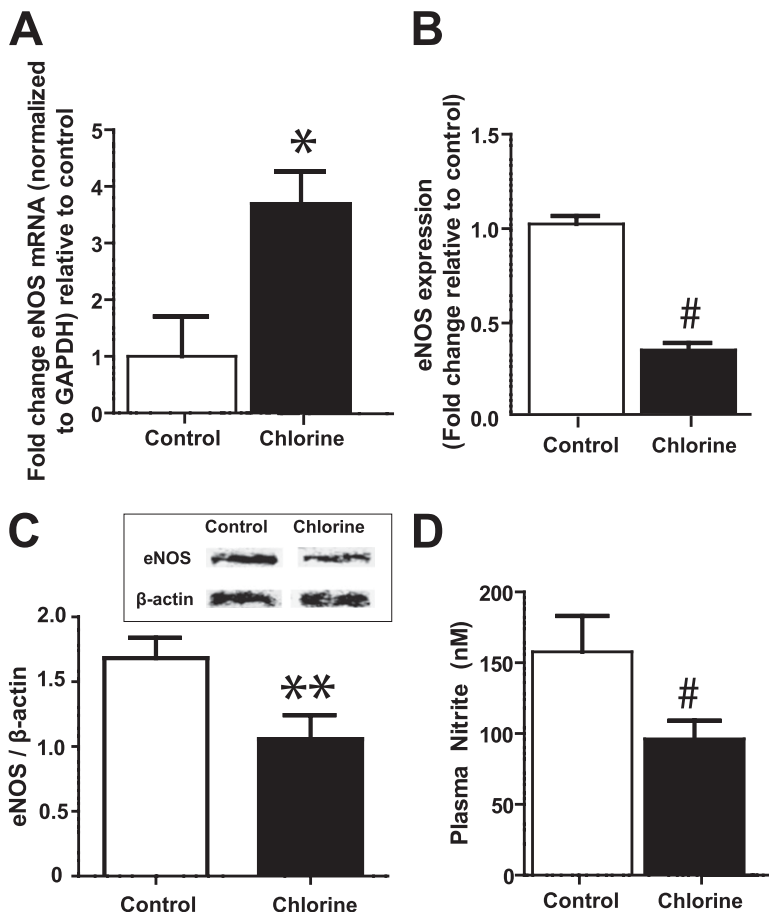 A
Fold change eNOS mRNA (normalized
to GAPDH) relative to control
5
4
3
2
1
0
*
Control
Chlorine
B
eNOS expression
(Fold change relative to control)
1.5
1.0
0.5
0.0
#
Control
Chlorine
C
Control
Chlorine
eNOS
β-actin
eNOS / β-actin
2.0
1.5
1.0
0.5
0
**
Control
Chlorine
D
Plasma Nitrite (nM)
200
150
100
50
0
#
Control
Chlorine